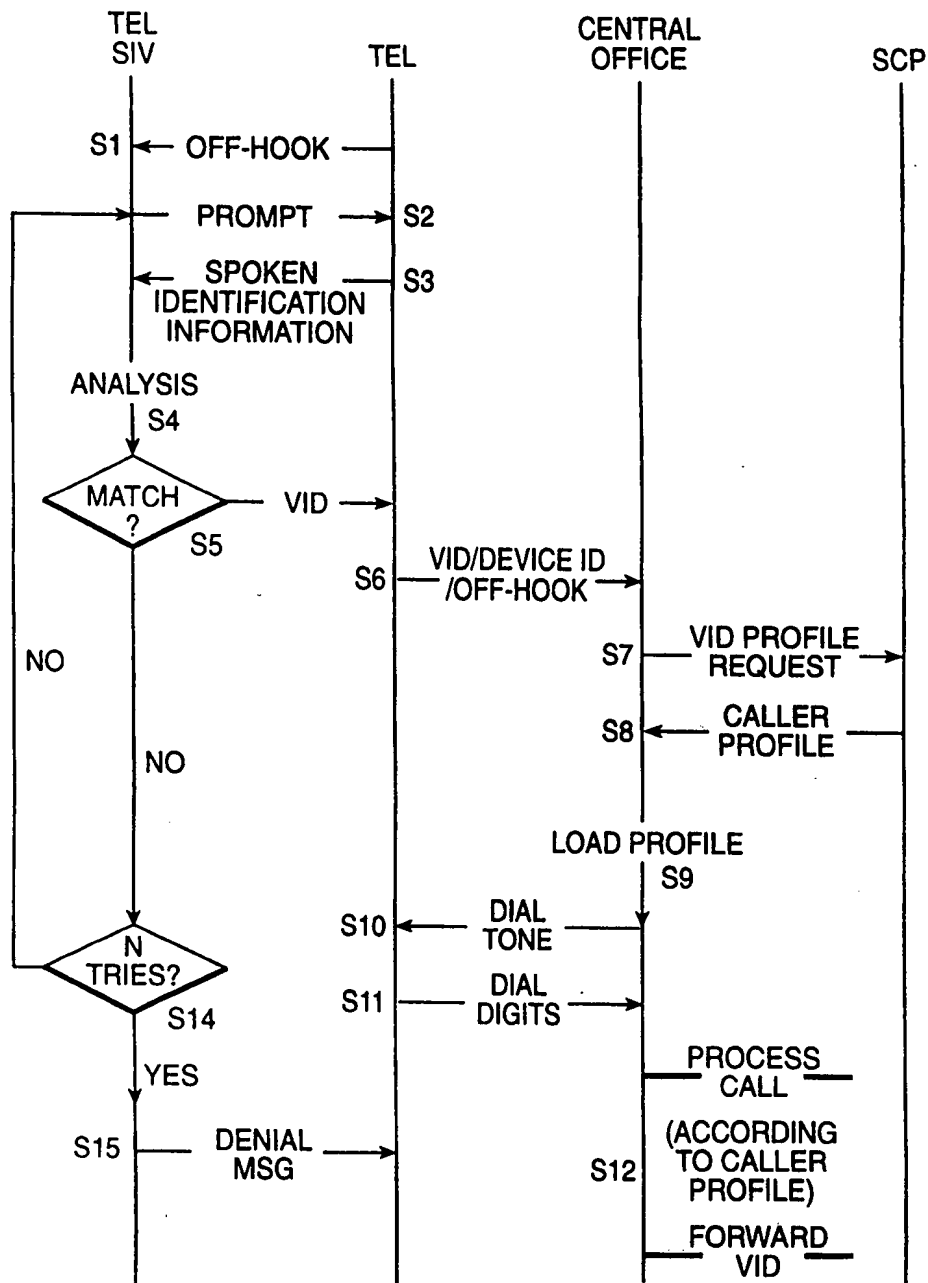 TEL
SIV
TEL
CENTRAL
OFFICE
SCP
S1
OFF-HOOK
PROMPT
S2
SPOKEN
IDENTIFICATION
INFORMATION
S3
ANALYSIS
S4
MATCH
?
S5
VID
S6
VID/DEVICE ID
/OFF-HOOK
S7
VID PROFILE
REQUEST
S8
CALLER
PROFILE
NO
NO
LOAD PROFILE
S9
S10
DIAL
TONE
N
TRIES?
S14
S11
DIAL
DIGITS
YES
PROCESS
CALL
S15
DENIAL
MSG
S12
(ACCORDING
TO CALLER
PROFILE)
FORWARD
VID